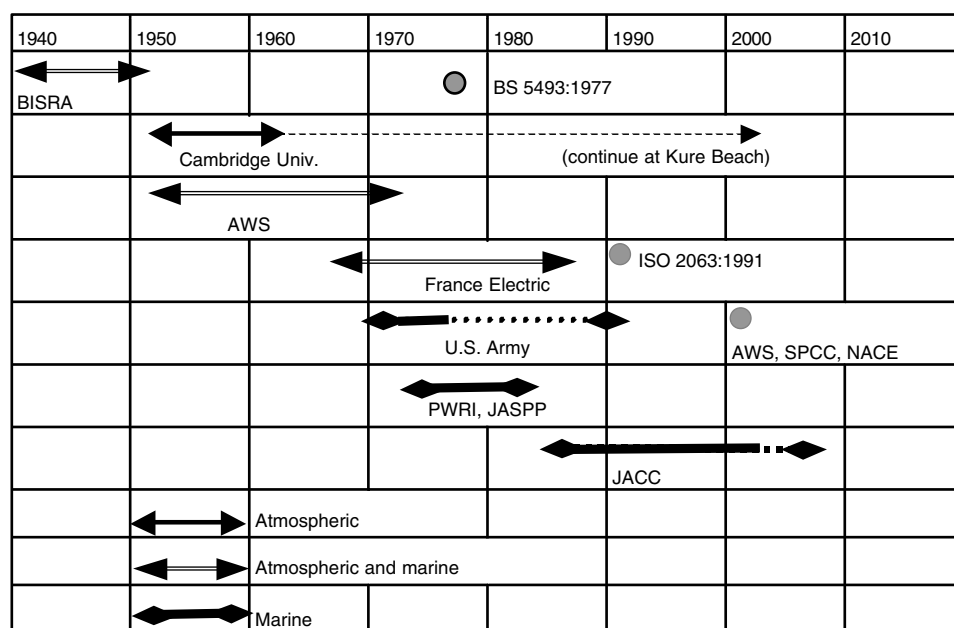 1940 1950 1960 1970 1980 1990 2000 2010
BISRA
BS 5493:1977
Cambridge Univ.
(continue at Kure Beach)
AWS
France Electric
ISO 2063:1991
U.S. Army
AWS, SPCC, NACE
PWRI, JASPP
JACC
Atmospheric
Atmospheric and marine
Marine